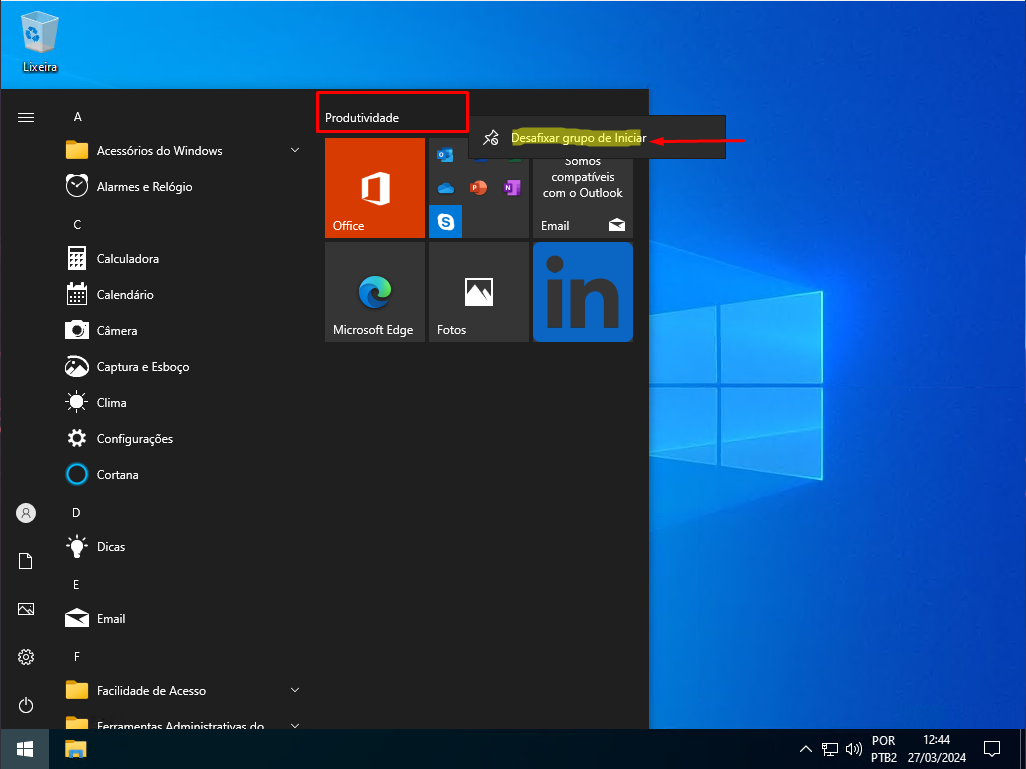 Lixeira
A
Acessórios do Windows
Alarmes e Relógio
C
Calculadora
Calendário
Câmera
Captura e Esboço
Clima
Configurações
Cortana
D
Dicas
E
Email
F
Facilidade de Acesso
Ferramentas Administrativas do
Produtividade
Desafixar grupo de Iniciar
Office
Somos
compatíveis
com o Outlook
Email
Microsoft Edge
Fotos
in
POR
PTB2
12:44
27/03/2024